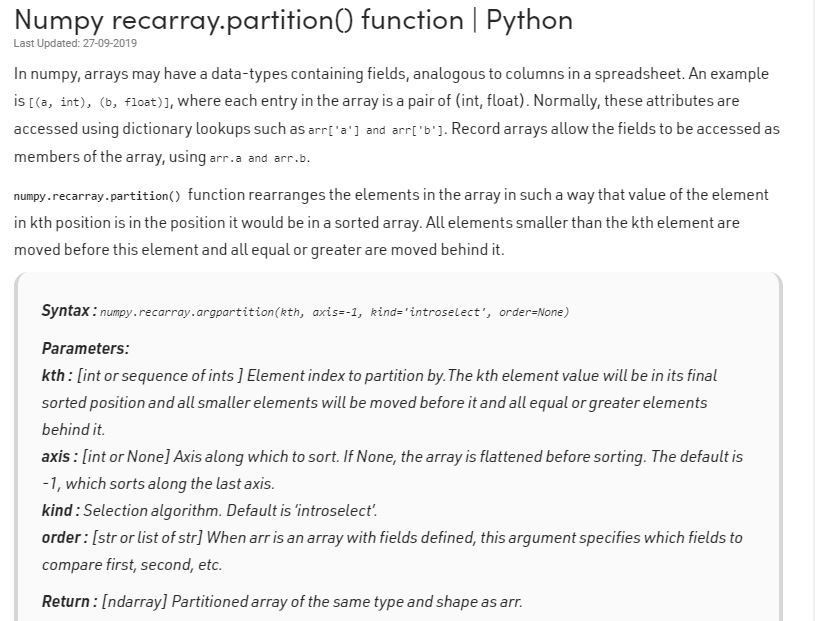 Numpy recarray.partition() function | Python
Last Updated: 27-09-2019
In numpy, arrays may have a data-types containing fields, analogous to columns in a spreadsheet. An example
is [(a, int), (b, float)], where each entry in the array is a pair of (int, float). Normally, these attributes are
accessed using dictionary lookups such as arr['a'] and arr['b']. Record arrays allow the fields to be accessed as
members of the array, using arr.a and arr.b.
numpy.recarray.partition() function rearranges the elements in the array in such a way that value of the element
in kth position is in the position it would be in a sorted array. All elements smaller than the kth element are
moved before this element and all equal or greater are moved behind it.
Syntax : numpy.recarray.argpartition(kth, axis=-1, kind='introselect', order=None)
Parameters:
kth : [int or sequence of ints ] Element index to partition by.The kth element value will be in its final
sorted position and all smaller elements will be moved before it and all equal or greater elements
behind it.
axis : [int or None] Axis along which to sort. If None, the array is flattened before sorting. The default is
-1, which sorts along the last axis.
kind : Selection algorithm. Default is 'introselect'.
order : [str or list of str] When arr is an array with fields defined, this argument specifies which fields to
compare first, second, etc.
Return : [ndarray] Partitioned array of the same type and shape as arr.